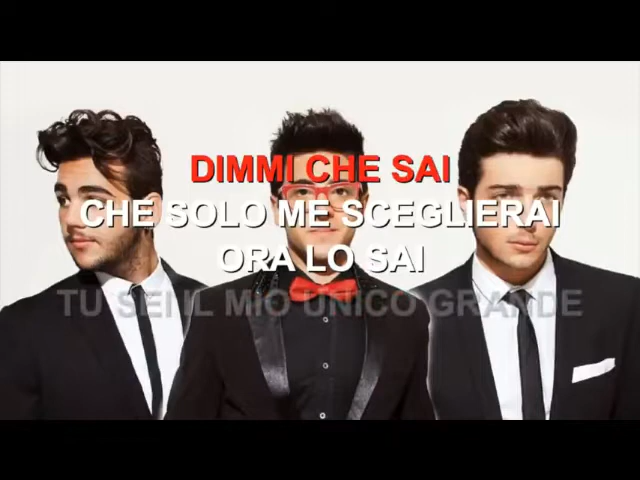 DIMMI CHE SAI
CHE SOLO ME SCEGLIERAI
ORA LO SAI
TU SEI IL MIO UNICO GRANDE